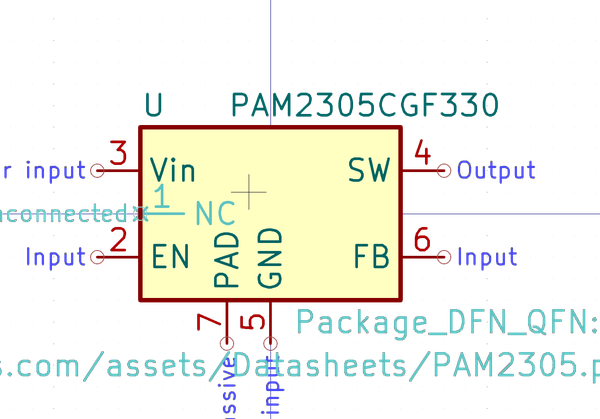 U PAM2305CGF330
r input 3 Vin SW 4 Output
nconnected 1 NC
Input 2 EN PAD GND FB 6 Input
7 5
Package_DFN_QFN:
s.com/assets/Datasheets/PAM2305.p
ssive input